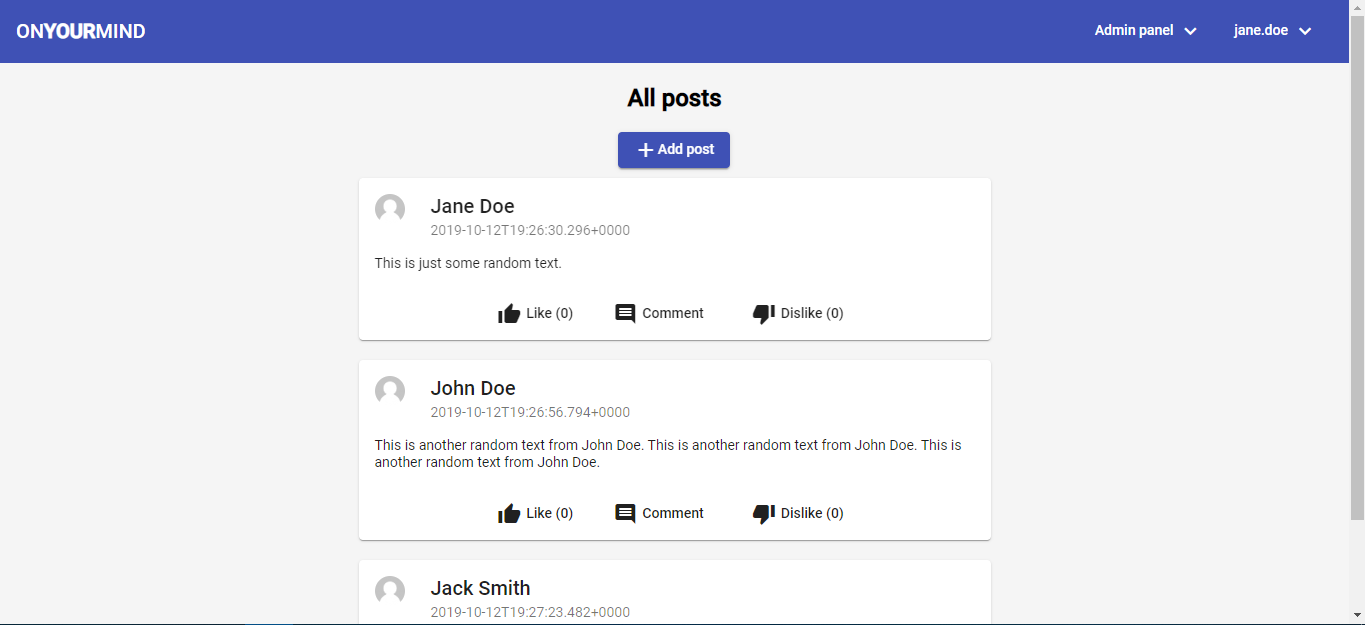 ONYOURMIND
Admin panel
jane.doe
All posts
Add post
Jane Doe
2019-10-12T19:26:30.296+0000
This is just some random text.
Like (0)
Comment
Dislike (0)
John Doe
2019-10-12T19:26:56.794+0000
This is another random text from John Doe. This is another random text from John Doe. This is
another random text from John Doe.
Like (0)
Comment
Dislike (0)
Jack Smith
2019-10-12T19:27:23.482+0000